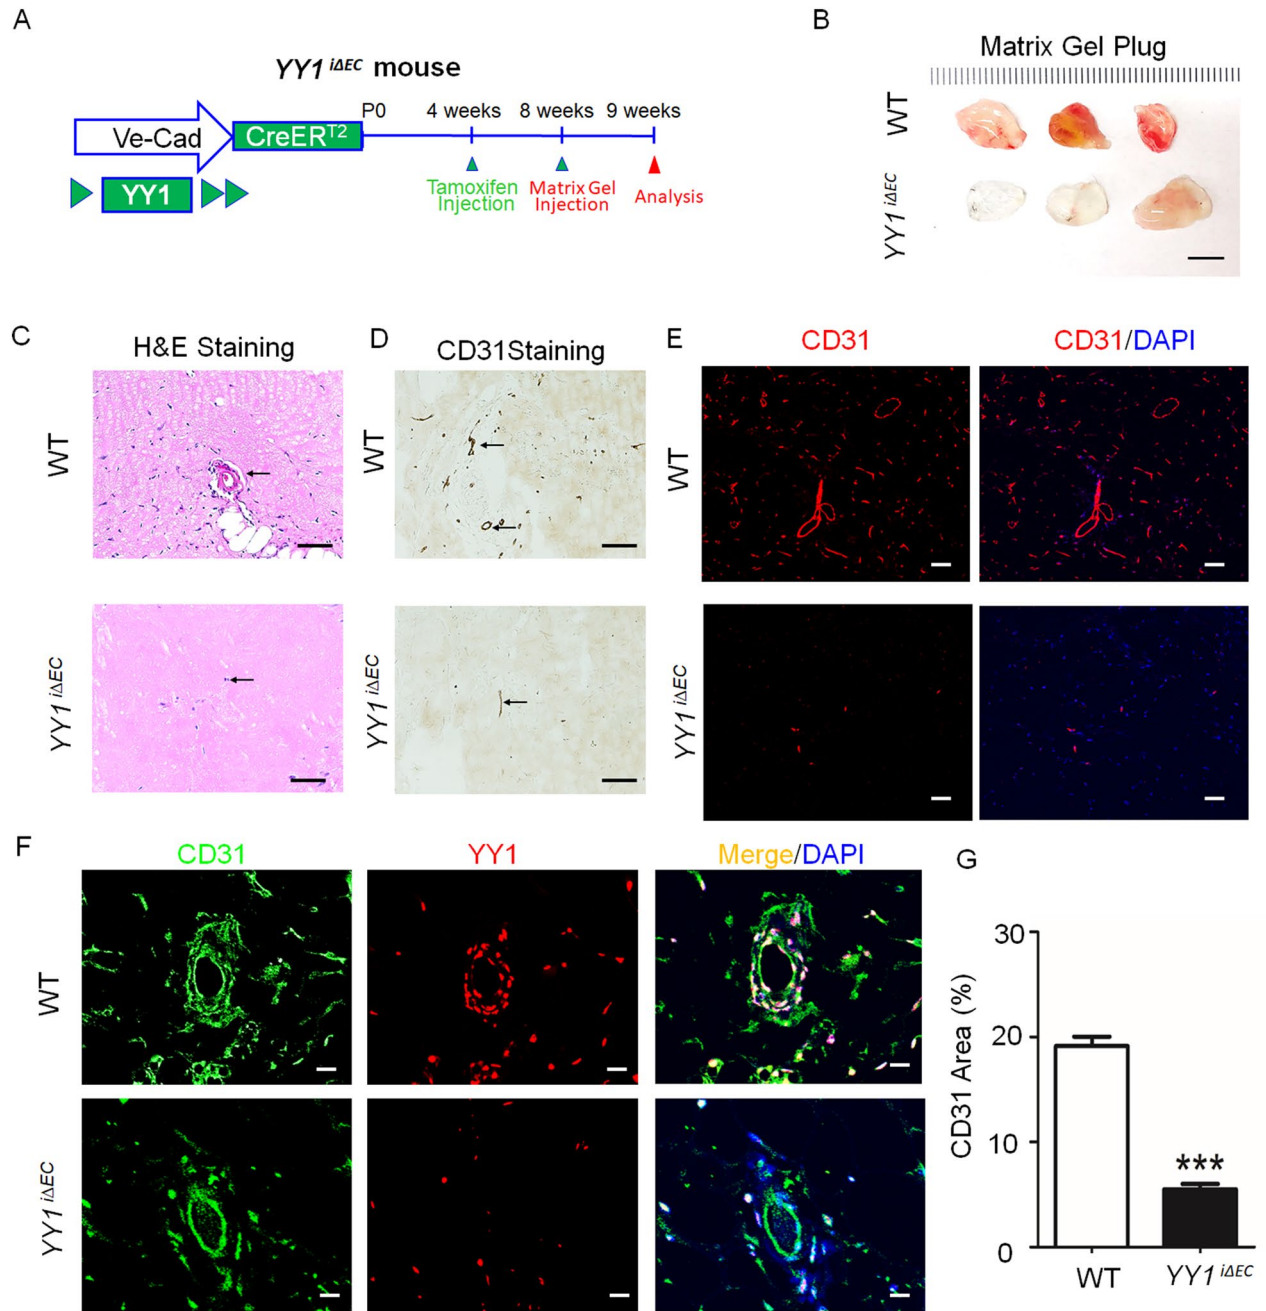 A
YY1 iΔEC mouse
Ve-Cad
CreERT2
P0
4 weeks
8 weeks
9 weeks
YY1
Tamoxifen
Injection
Matrix Gel
Injection
Analysis
B
Matrix Gel Plug
WT
YY1 iΔEC
C
H&E Staining
WT
YY1 iΔEC
D
CD31Staining
WT
YY1 iΔEC
E
CD31
CD31/DAPI
WT
YY1 iΔEC
F
CD31
YY1
Merge/DAPI
WT
YY1 iΔEC
G
CD31 Area (%)
30
20
10
0
***
WT
YY1 iΔEC